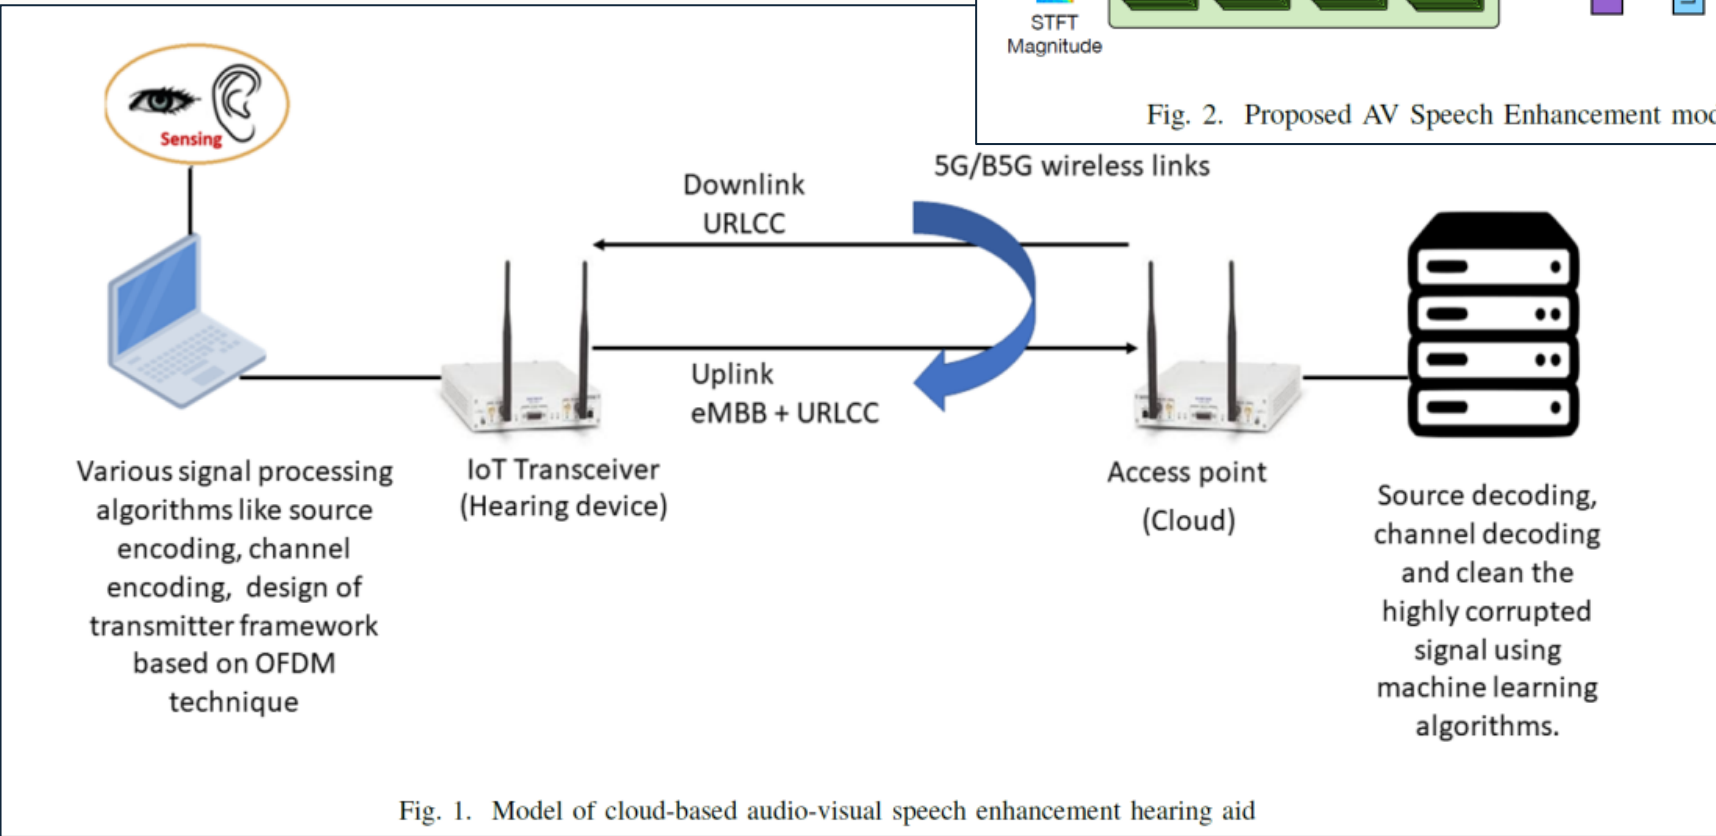 STFT
Magnitude
Fig. 2. Proposed AV Speech Enhancement
Sensing
5G/B5G wireless links
Downlink
URLCC
Uplink
eMBB + URLCC
Various signal processing
algorithms like source
encoding, channel
encoding, design of
transmitter framework
based on OFDM
technique
IoT Transceiver
(Hearing device)
Access point
(Cloud)
Source decoding,
channel decoding
and clean the
highly corrupted
signal using
machine learning
algorithms.
Fig. 1. Model of cloud-based audio-visual speech enhancement hearing aid